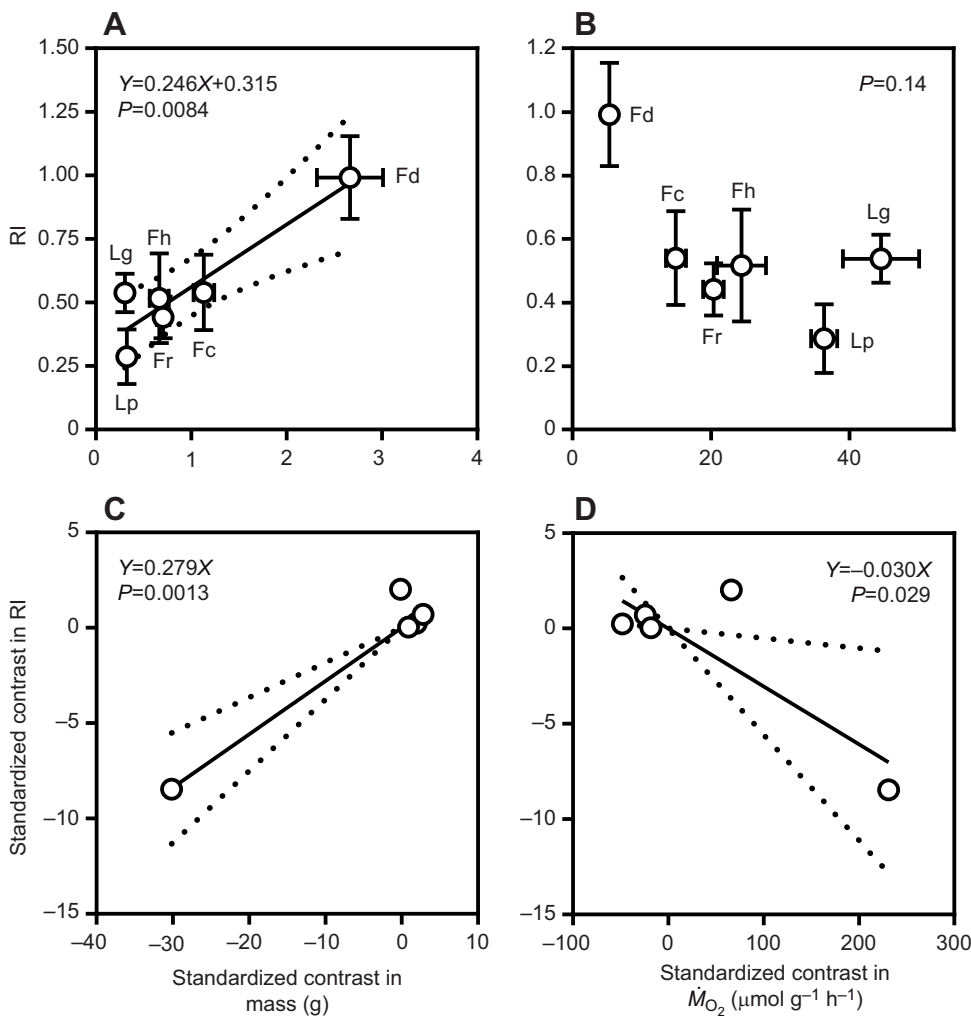 A
1.50
1.25
1.00
0.75
0.50
0.25
0
RI
Y=0.246X+0.315
P=0.0084
Lg
Fh
Fd
Lp
Fr
Fc
0
1
2
3
4
B
1.2
1.0
0.8
0.6
0.4
0.2
0
P=0.14
Fd
Fc
Fh
Lg
Fr
Lp
0
20
40
C
5
0
–5
–10
–15
Standardized contrast in RI
Y=0.279X
P=0.0013
–40
–30
–20
–10
0
10
Standardized contrast in
mass (g)
D
5
0
–5
–10
–15
Y=–0.030X
P=0.029
–100
0
100
200
300
Standardized contrast in
ṀO₂ (μmol g⁻¹ h⁻¹)